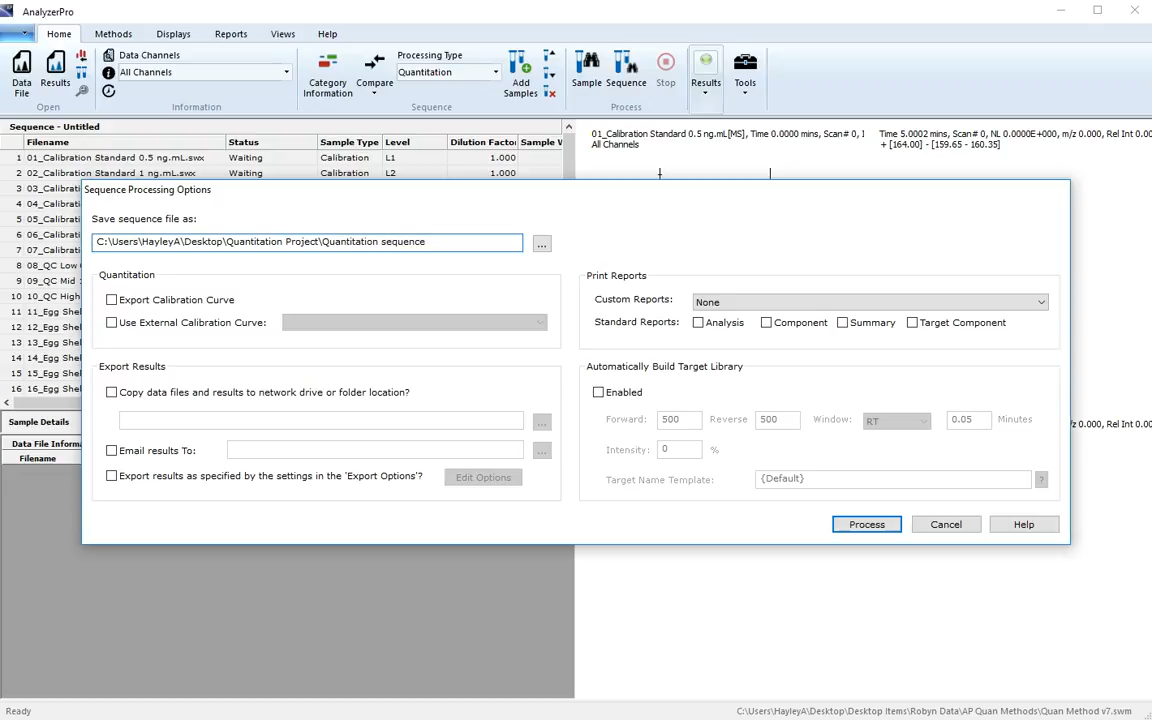 AnalyzerPro
Home Methods Displays Reports Views Help
Data File
Results
Open
Data Channels
All Channels
Information
Category Information
Compare
Processing Type
Quantitation
Add Samples
Sequence
Sample
Sequence
Stop
Process
Results
Tools
Sequence - Untitled
Filename Status Sample Type Level Dilution Factor Sample W
1 01_Calibration Standard 0.5 ng.mL.swx Waiting Calibration L1 1.000
2 02_Calibration Standard 1 ng.mL.swx Waiting Calibration L2 1.000
3 03_Calibrati
4 04_Calibrati
5 05_Calibrati
6 06_Calibrati
7 07_Calibrati
8 08_QC Low
9 09_QC Mid
10 10_QC High
11 11_Egg Shel
12 12_Egg Shel
13 13_Egg Shel
14 14_Egg Shel
15 15_Egg Shel
16 16_Egg Shel
Sample Details
Data File Informa
Filename
01_Calibration Standard 0.5 ng.mL[MS], Time 0.0000 mins, Scan# 0, I
All Channels
Time 5.0002 mins, Scan# 0, NL 0.0000E+000, m/z 0.000, Rel Int 0.00
+ [164.00] - [159.65 - 160.35]
/z 0.000, Rel Int 0.00
Sequence Processing Options
Save sequence file as:
C:\Users\HayleyA\Desktop\Quantitation Project\Quantitation sequence
...
Quantitation
Export Calibration Curve
Use External Calibration Curve:
Export Results
Copy data files and results to network drive or folder location?
...
Email results To:
...
Export results as specified by the settings in the 'Export Options'?
Edit Options
Print Reports
Custom Reports: None
Standard Reports: Analysis Component Summary Target Component
Automatically Build Target Library
Enabled
Forward: 500 Reverse 500 Window: RT 0.05 Minutes
Intensity: 0 %
Target Name Template: {Default} ?
Process Cancel Help
Ready
C:\Users\HayleyA\Desktop\Desktop Items\Robyn Data\AP Quan Methods\Quan Method v7.swm